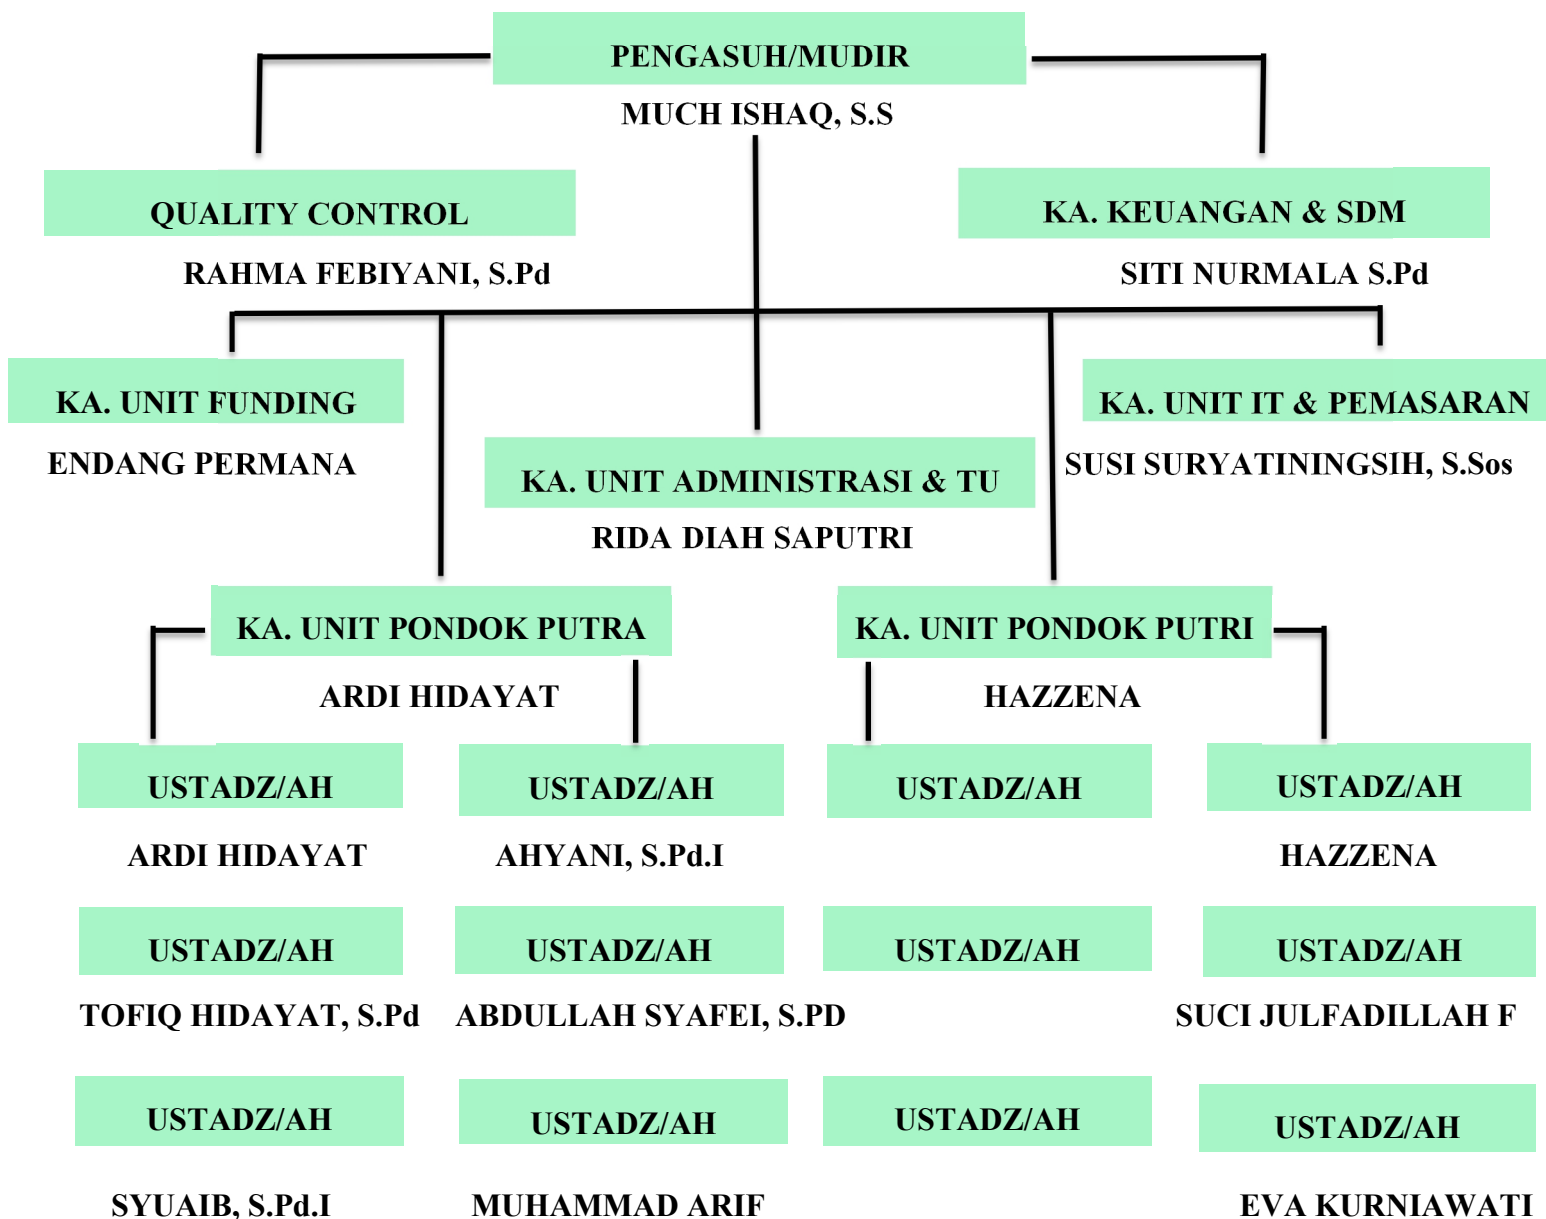 PENGASUH/MUDIR
MUCH ISHAQ, S.S
QUALITY CONTROL
KA. KEUANGAN & SDM
RAHMA FEBIYANI, S.Pd
SITI NURMALA S.Pd
KA. UNIT FUNDING
KA. UNIT IT & PEMASARAN
ENDANG PERMANA
SUSI SURYATININGSIH, S.Sos
KA. UNIT ADMINISTRASI & TU
RIDA DIAH SAPUTRI
KA. UNIT PONDOK PUTRA
KA. UNIT PONDOK PUTRI
ARDI HIDAYAT
HAZZENA
USTADZ/AH
USTADZ/AH
USTADZ/AH
USTADZ/AH
ARDI HIDAYAT
AHYANI, S.Pd.I
HAZZENA
USTADZ/AH
USTADZ/AH
USTADZ/AH
USTADZ/AH
TOFIQ HIDAYAT, S.Pd
ABDULLAH SYAFEI, S.PD
SUCI JULFADILLAH F
USTADZ/AH
USTADZ/AH
USTADZ/AH
USTADZ/AH
SYUAIB, S.Pd.I
MUHAMMAD ARIF
EVA KURNIAWATI